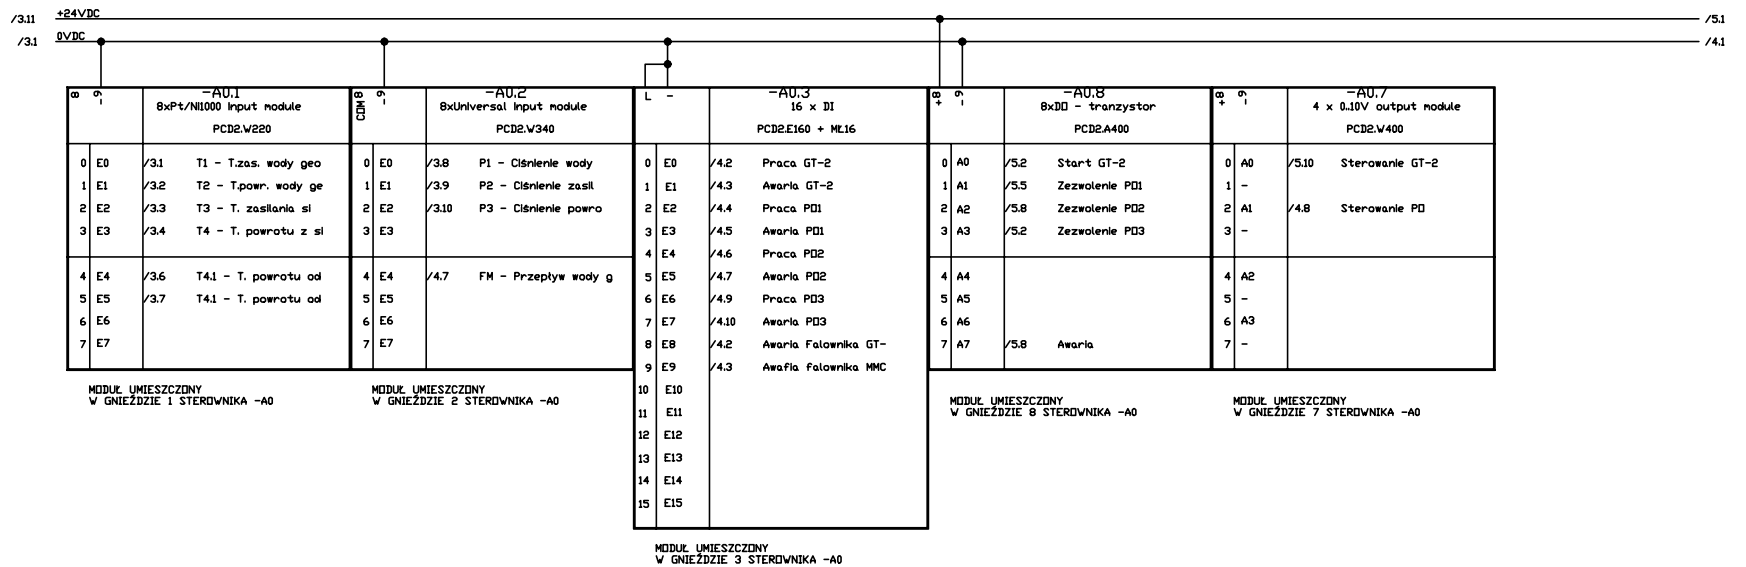 /3.11 +24VDC /5.1
/3.1 0VDC /4.1
8 -9 -A0.1
8xPt/Ni1000 Input module
PCD2.W220
0 E0 /3.1 T1 - T.zas. wody geo
1 E1 /3.2 T2 - T.powr. wody ge
2 E2 /3.3 T3 - T. zasilania si
3 E3 /3.4 T4 - T. powrotu z si
4 E4 /3.6 T4.1 - T. powrotu od
5 E5 /3.7 T4.1 - T. powrotu od
6 E6
7 E7
MODUŁ UMIESZCZONY
W GNIEŹDZIE 1 STEROWNIKA -A0
COM 8 -9 -A0.2
8xUniversal Input module
PCD2.W340
0 E0 /3.8 P1 - Ciśnienie wody
1 E1 /3.9 P2 - Ciśnienie zasil
2 E2 /3.10 P3 - Ciśnienie powro
3 E3
4 E4 /4.7 FM - Przepływ wody g
5 E5
6 E6
7 E7
MODUŁ UMIESZCZONY
W GNIEŹDZIE 2 STEROWNIKA -A0
L - -A0.3
16 x DI
PCD2.E160 + MŁ16
0 E0 /4.2 Praca GT-2
1 E1 /4.3 Awaria GT-2
2 E2 /4.4 Praca PO1
3 E3 /4.5 Awaria PO1
4 E4 /4.6 Praca PO2
5 E5 /4.7 Awaria PO2
6 E6 /4.9 Praca PO3
7 E7 /4.10 Awaria PO3
8 E8 /4.2 Awaria Falownika GT-
9 E9 /4.3 Awafia falownika MMC
10 E10
11 E11
12 E12
13 E13
14 E14
15 E15
MODUŁ UMIESZCZONY
W GNIEŹDZIE 3 STEROWNIKA -A0
+8 -9 -A0.8
8xDO - tranzystor
PCD2.A400
0 A0 /5.2 Start GT-2
1 A1 /5.5 Zezwolenie PO1
2 A2 /5.8 Zezwolenie PO2
3 A3 /5.2 Zezwolenie PO3
4 A4
5 A5
6 A6
7 A7 /5.8 Awaria
MODUŁ UMIESZCZONY
W GNIEŹDZIE 8 STEROWNIKA -A0
+8 -9 -A0.7
4 x 0..10V output module
PCD2.W400
0 A0 /5.10 Sterowanie GT-2
1 -
2 A1 /4.8 Sterowanie PO
3 -
4 A2
5 -
6 A3
7 -
MODUŁ UMIESZCZONY
W GNIEŹDZIE 7 STEROWNIKA -A0